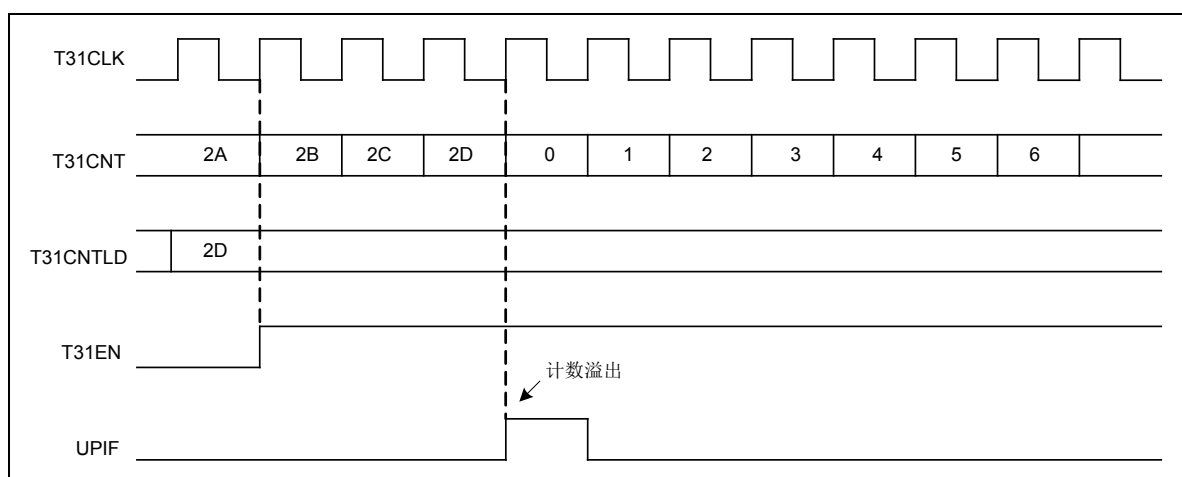 T31CLK
T31CNT 2A 2B 2C 2D 0 1 2 3 4 5 6
T31CNTLD 2D
T31EN
计数溢出
UPIF